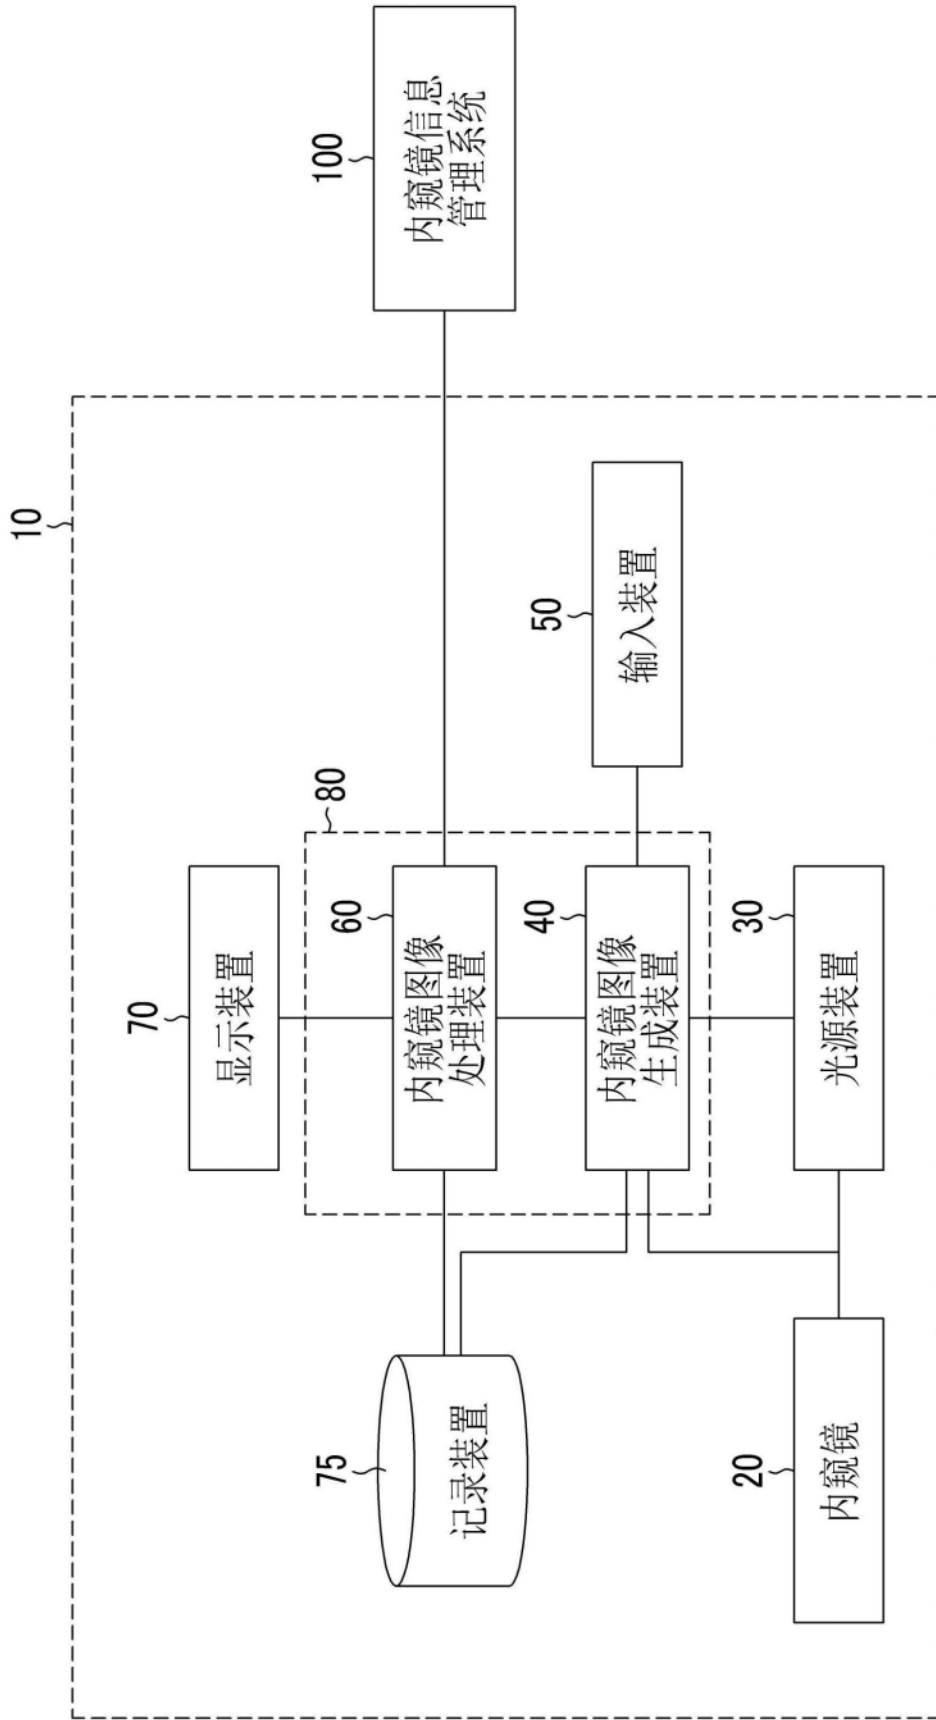 10
70
显示装置
80
100
内窥镜信息
管理系统
75
记录装置
60
内窥镜图像
处理装置
40
内窥镜图像
生成装置
50
输入装置
20
内窥镜
30
光源装置